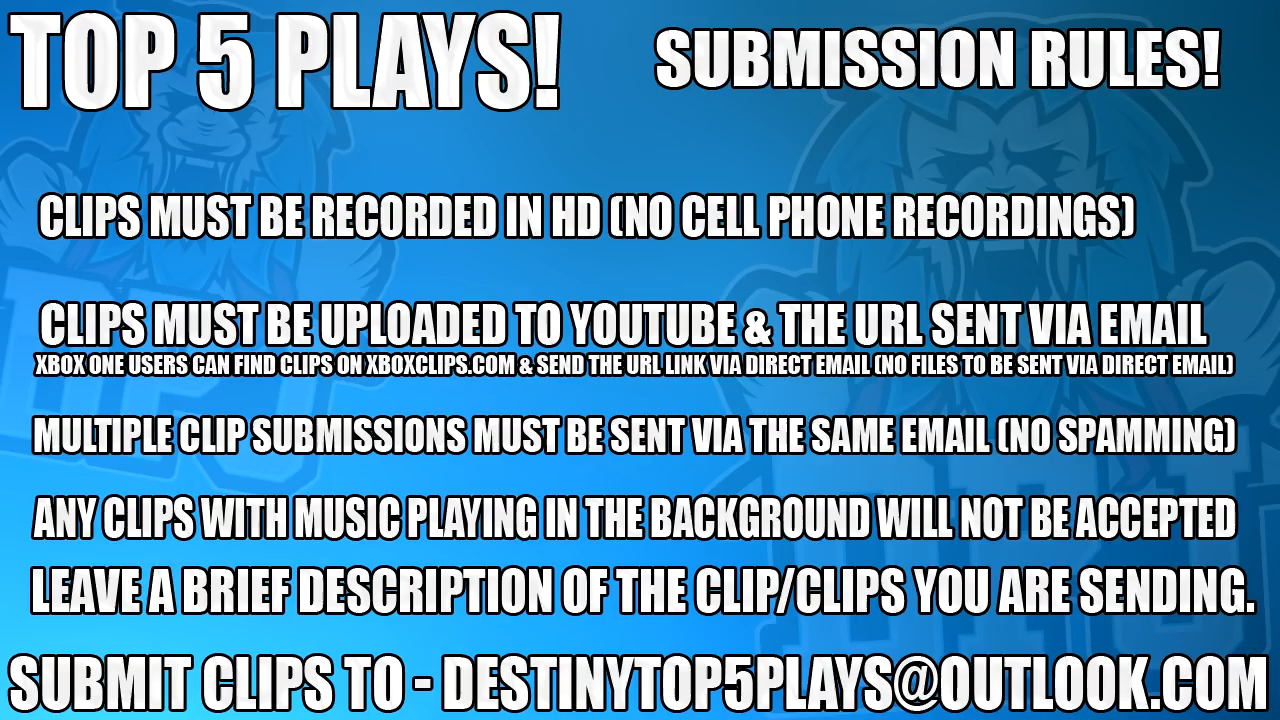 TOP 5 PLAYS!
SUBMISSION RULES!
CLIPS MUST BE RECORDED IN HD (NO CELL PHONE RECORDINGS)
CLIPS MUST BE UPLOADED TO YOUTUBE & THE URL SENT VIA EMAIL
XBOX ONE USERS CAN FIND CLIPS ON XBOXCLIPS.COM & SEND THE URL LINK VIA DIRECT EMAIL (NO FILES TO BE SENT VIA DIRECT EMAIL)
MULTIPLE CLIP SUBMISSIONS MUST BE SENT VIA THE SAME EMAIL (NO SPAMMING)
ANY CLIPS WITH MUSIC PLAYING IN THE BACKGROUND WILL NOT BE ACCEPTED
LEAVE A BRIEF DESCRIPTION OF THE CLIP/CLIPS YOU ARE SENDING.
SUBMIT CLIPS TO - DESTINYTOP5PLAYS@OUTLOOK.COM